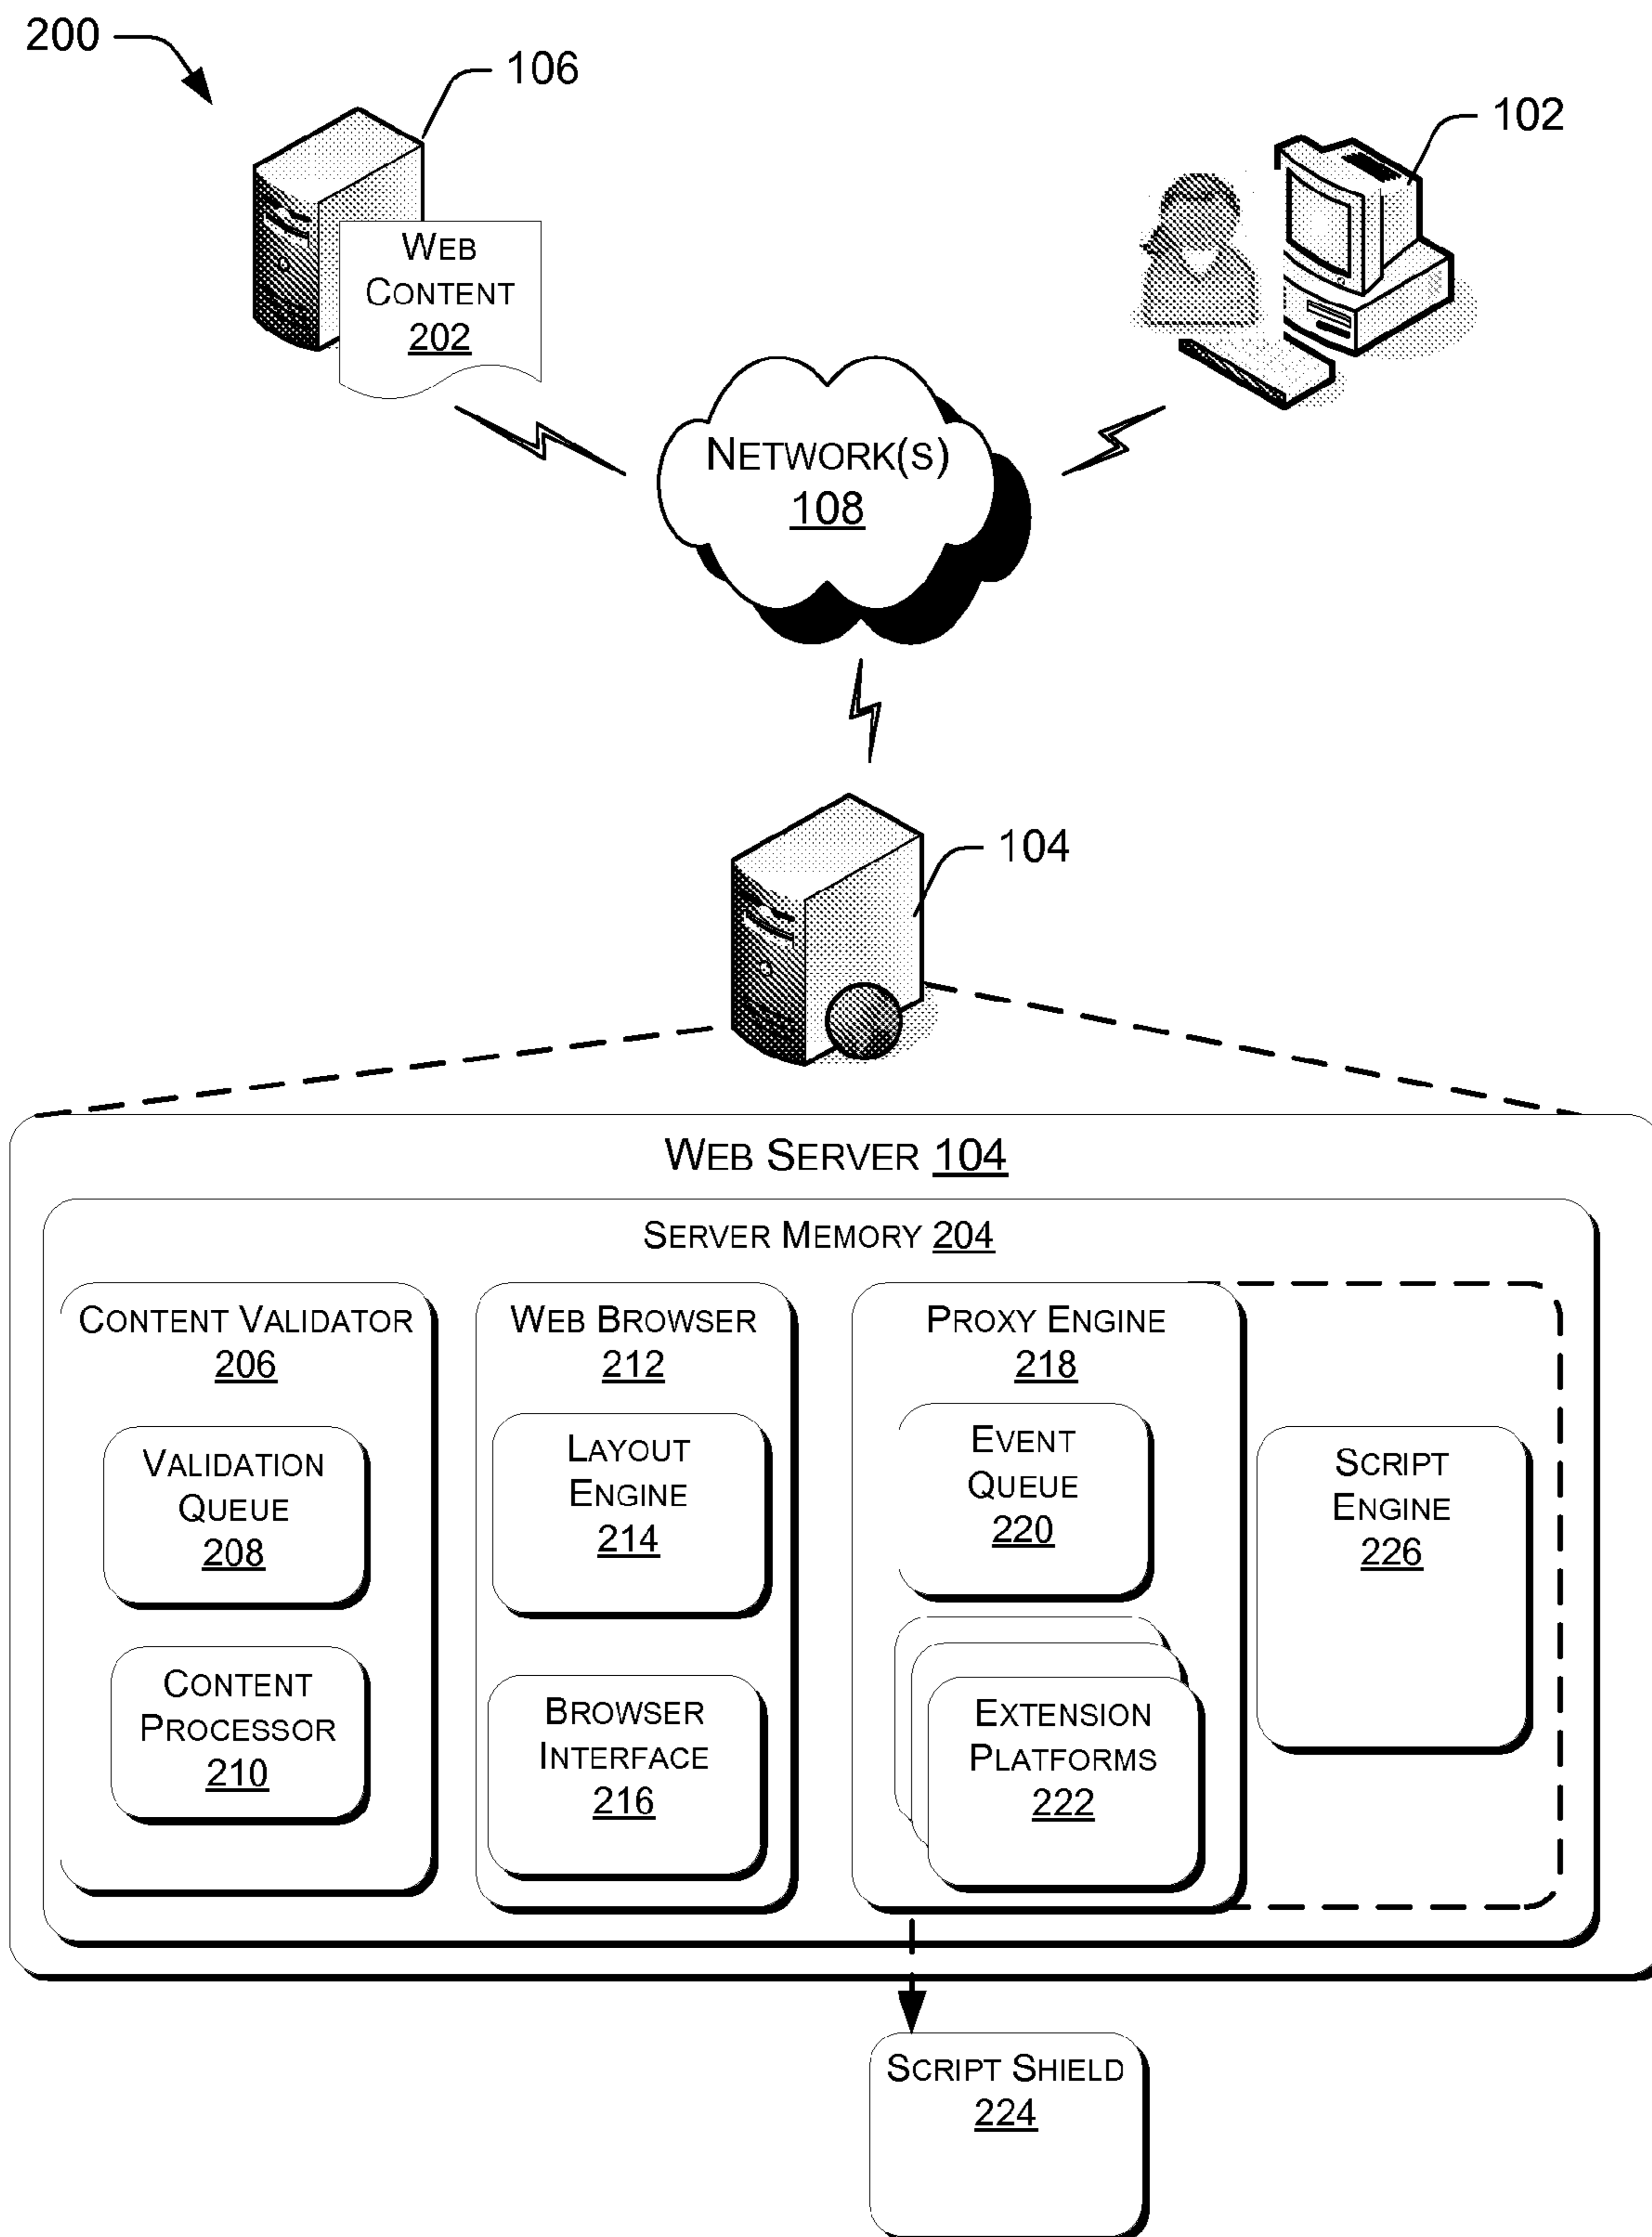 200
106
102
WEB
CONTENT
202
NETWORK(S)
108
104
WEB SERVER 104
SERVER MEMORY 204
CONTENT VALIDATOR
206
VALIDATION
QUEUE
208
CONTENT
PROCESSOR
210
WEB BROWSER
212
LAYOUT
ENGINE
214
BROWSER
INTERFACE
216
PROXY ENGINE
218
EVENT
QUEUE
220
EXTENSION
PLATFORMS
222
SCRIPT
ENGINE
226
SCRIPT SHIELD
224